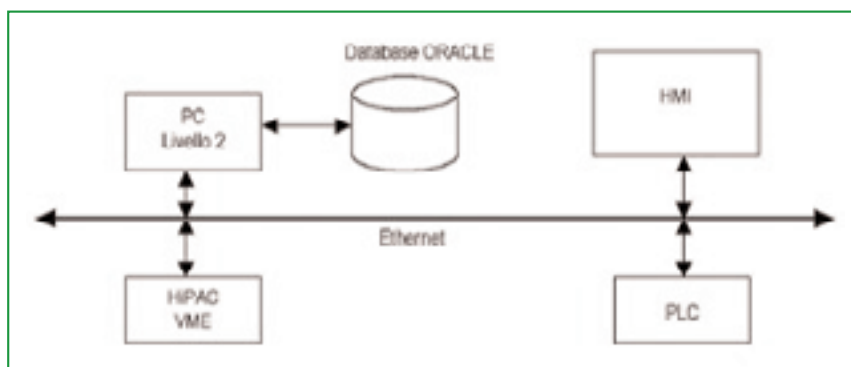 Database ORACLE
PC
Livello 2
HMI
Ethernet
HiPAC
VME
PLC